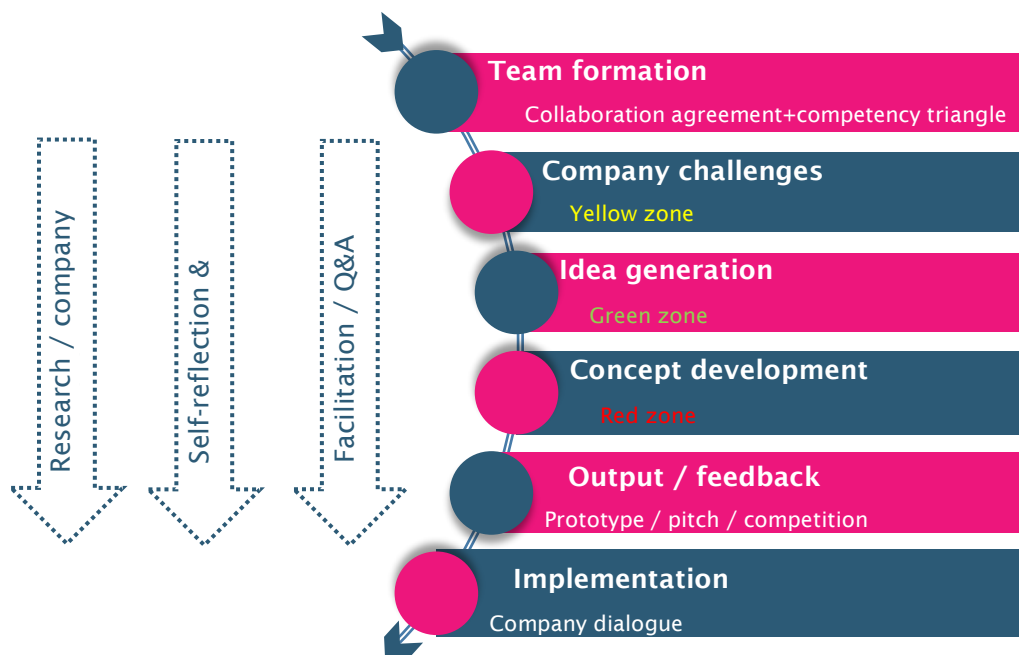 Team formation
Collaboration agreement+competency triangle
Company challenges
Yellow zone
Idea generation
Green zone
Concept development
Red zone
Output / feedback
Prototype / pitch / competition
Implementation
Company dialogue
Research / company
Self-reflection &
Facilitation / Q&A